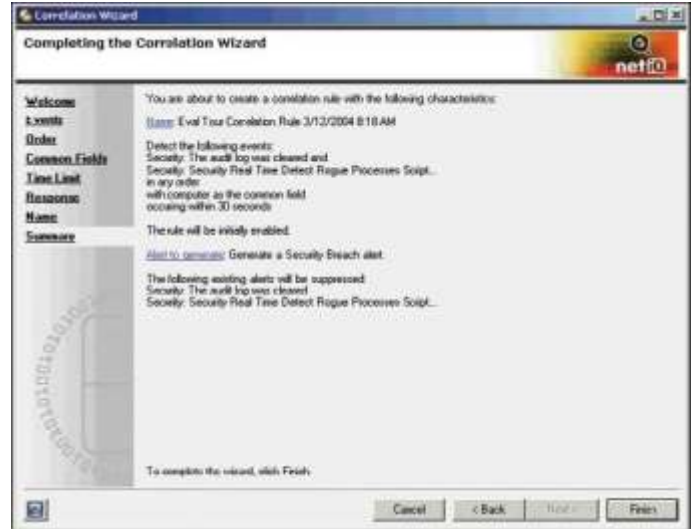 Correlation Wizard
Completing the Correlation Wizard
netiQ
Welcome
Events
Order
Common Fields
Time Limit
Response
Name
Summary
You are about to create a correlation rule with the following characteristics:
Name: Eval Tour Correlation Rule 3/12/2004 8:18 AM
Detect the following events:
Security: The audit log was cleared and
Security: Security Real Time Detect Rogue Processes Script...
in any order
with computer as the common field
occuring within 30 seconds
The rule will be initially enabled.
Alert to generate: Generate a Security Breach alert.
The following existing alerts will be suppressed:
Security: The audit log was cleared
Security: Security Real Time Detect Rogue Processes Script...
To complete the wizard, click Finish.
Cancel
< Back
Next >
Finish